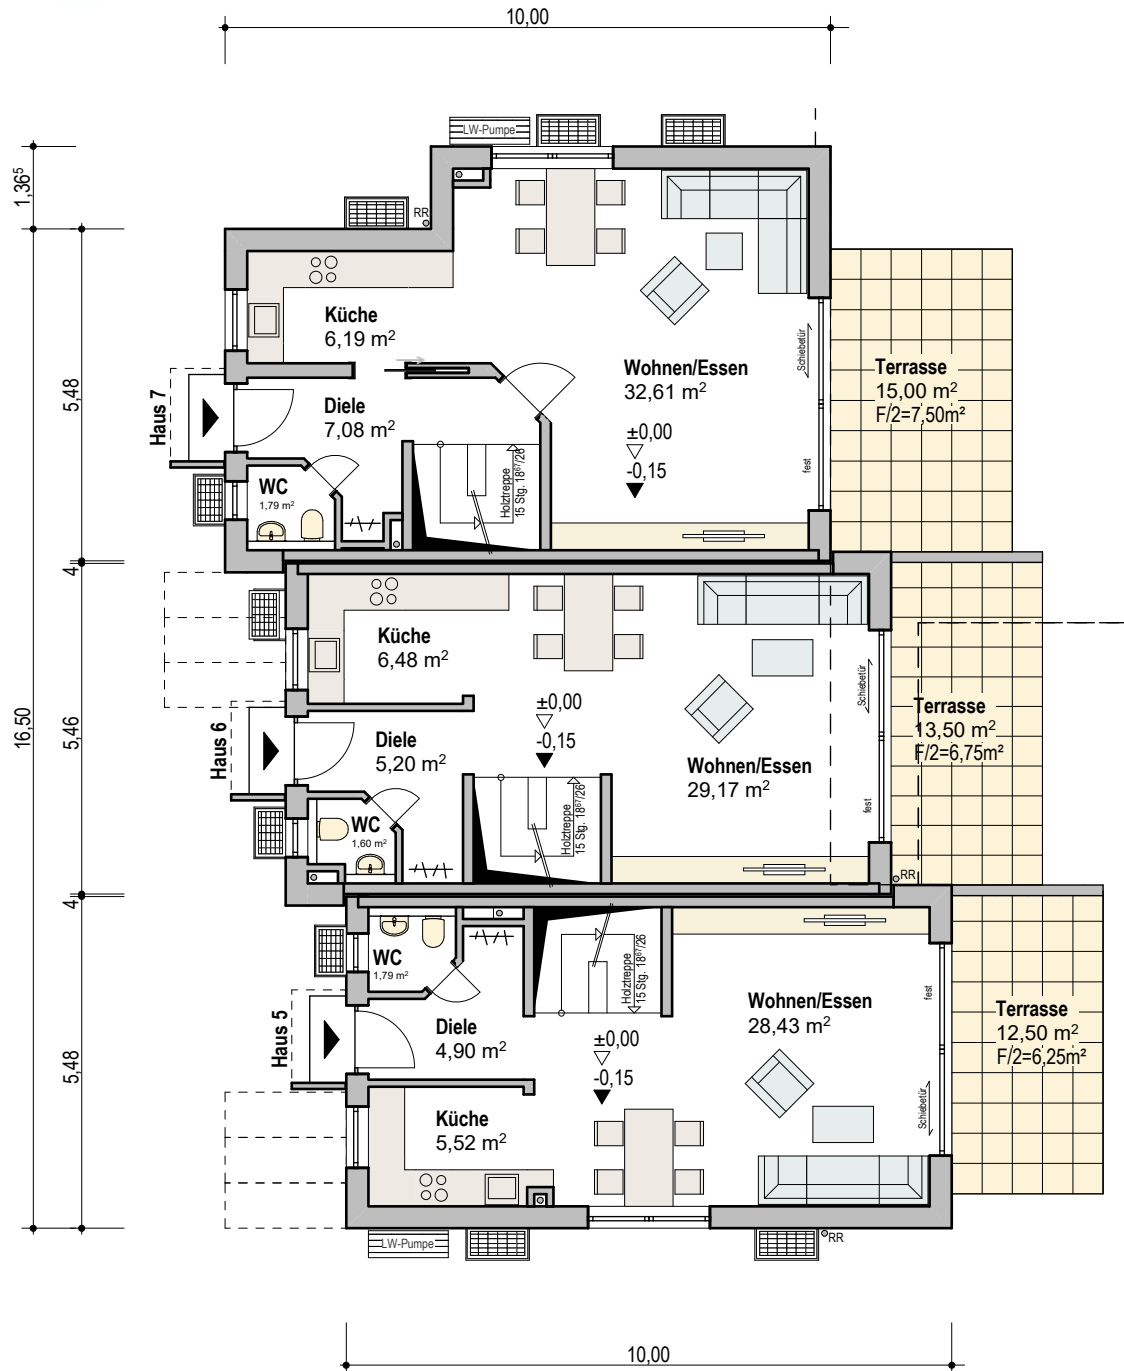 10,00
LW-Pumpe
1,36⁵
RR
Küche
6,19 m²
Schiebetür
Wohnen/Essen
32,61 m²
Terrasse
15,00 m²
F/2=7,50m²
5,48
Haus 7
Diele
7,08 m²
±0,00
-0,15
fest
WC
1,79 m²
Holztreppe
15 Stg. 18⁶⁷/26
4
Küche
6,48 m²
Schiebetür
16,50
5,46
Haus 6
±0,00
-0,15
Terrasse
13,50 m²
F/2=6,75m²
Diele
5,20 m²
Wohnen/Essen
29,17 m²
fest
WC
1,60 m²
Holztreppe
15 Stg. 18⁶⁷/26
RR
4
WC
1,79 m²
Holztreppe
15 Stg. 18⁶⁷/26
fest
Wohnen/Essen
28,43 m²
Terrasse
12,50 m²
F/2=6,25m²
Haus 5
Diele
4,90 m²
±0,00
-0,15
5,48
Küche
5,52 m²
Schiebetür
LW-Pumpe
RR
10,00